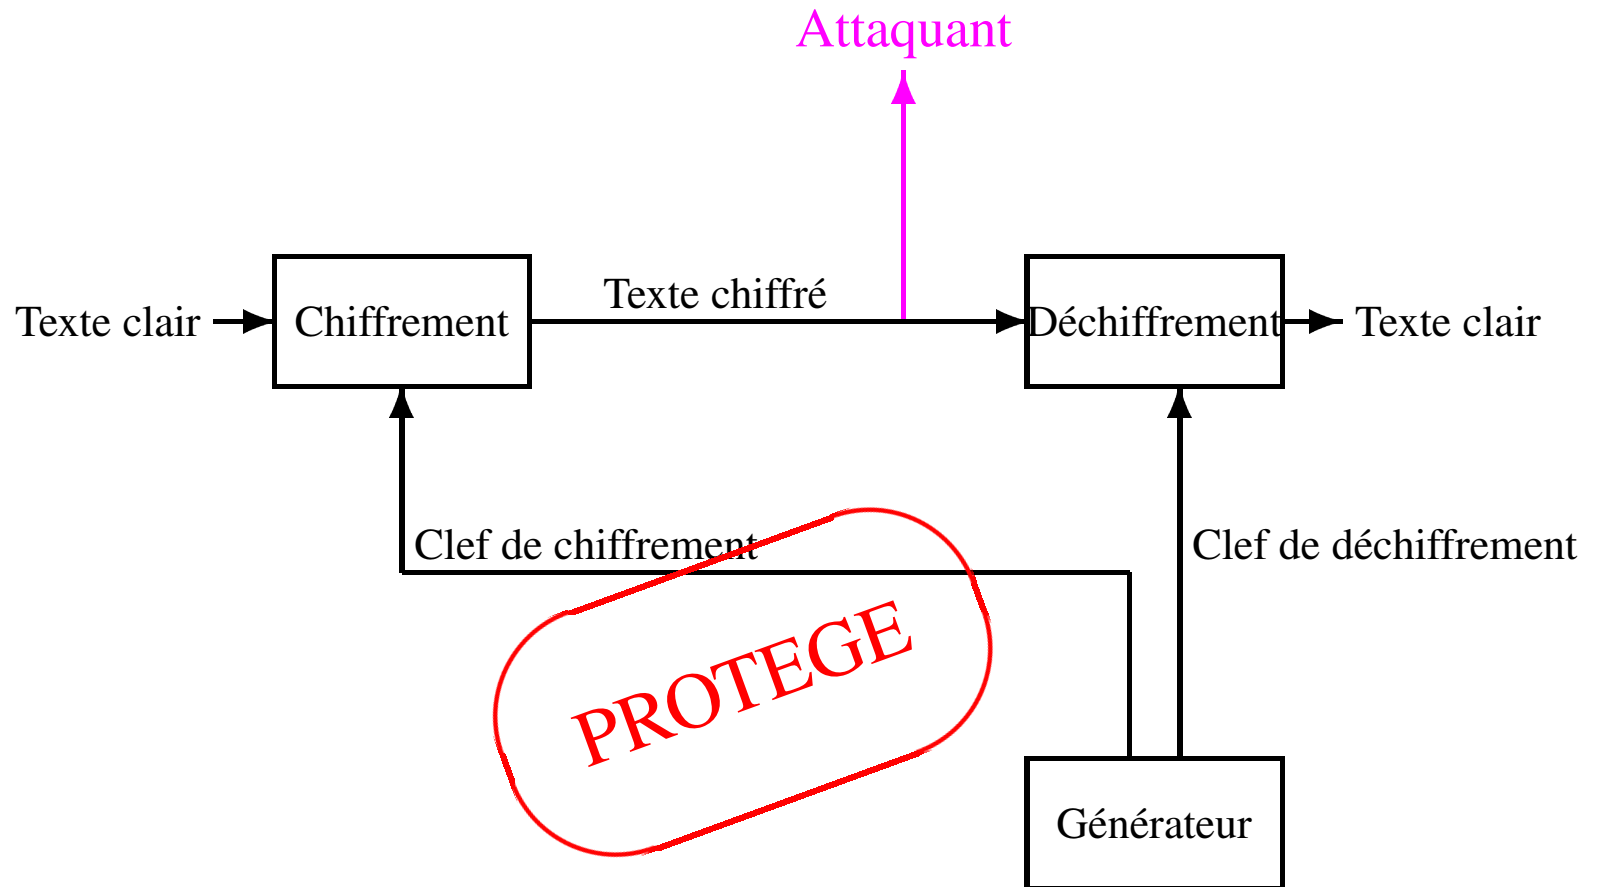 Attaquant
Texte chiffré
Texte clair
Chiffrement
Déchiffrement
Texte clair
Clef de chiffrement
Clef de déchiffrement
PROTEGE
Générateur